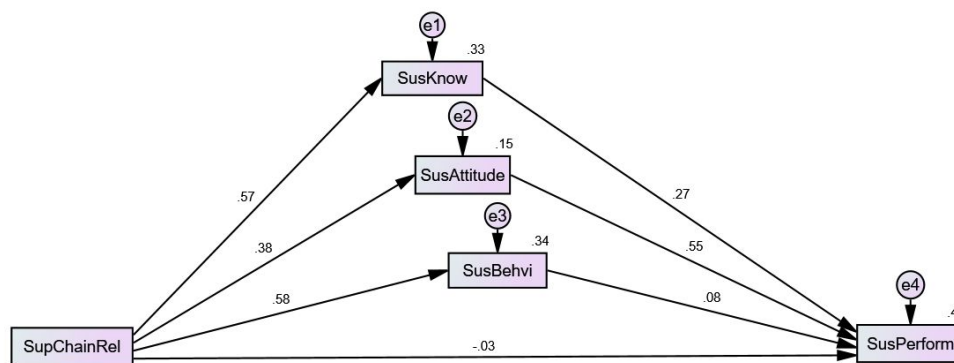 e1
.33
SusKnow
e2
.15
SusAttitude
.57
.27
e3
.38
.34
.55
SusBehvi
e4
.58
.08
SupChainRel
-.03
SusPerform